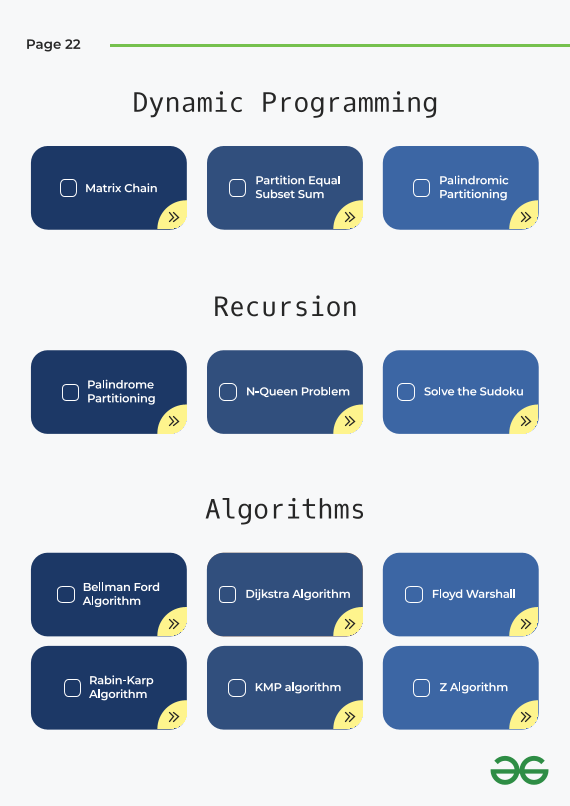 Page 22
Dynamic Programming
Matrix Chain
Partition Equal
Subset Sum
Palindromic
Partitioning
Recursion
Palindrome
Partitioning
N-Queen Problem
Solve the Sudoku
Algorithms
Bellman Ford
Algorithm
Dijkstra Algorithm
Floyd Warshall
Rabin-Karp
Algorithm
KMP algorithm
Z Algorithm